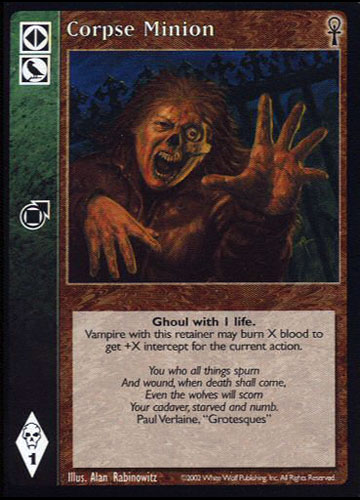 Corpse Minion
Ghoul with 1 life.
Vampire with this retainer may burn X blood to
get +X intercept for the current action.
You who all things spurn
And wound, when death shall come,
Even the wolves will scorn
Your cadaver, starved and numb.
Paul Verlaine, "Grotesques"
1
Illus. Alan Rabinowitz
©2002 White Wolf Publishing, Inc. All Rights Reserved.